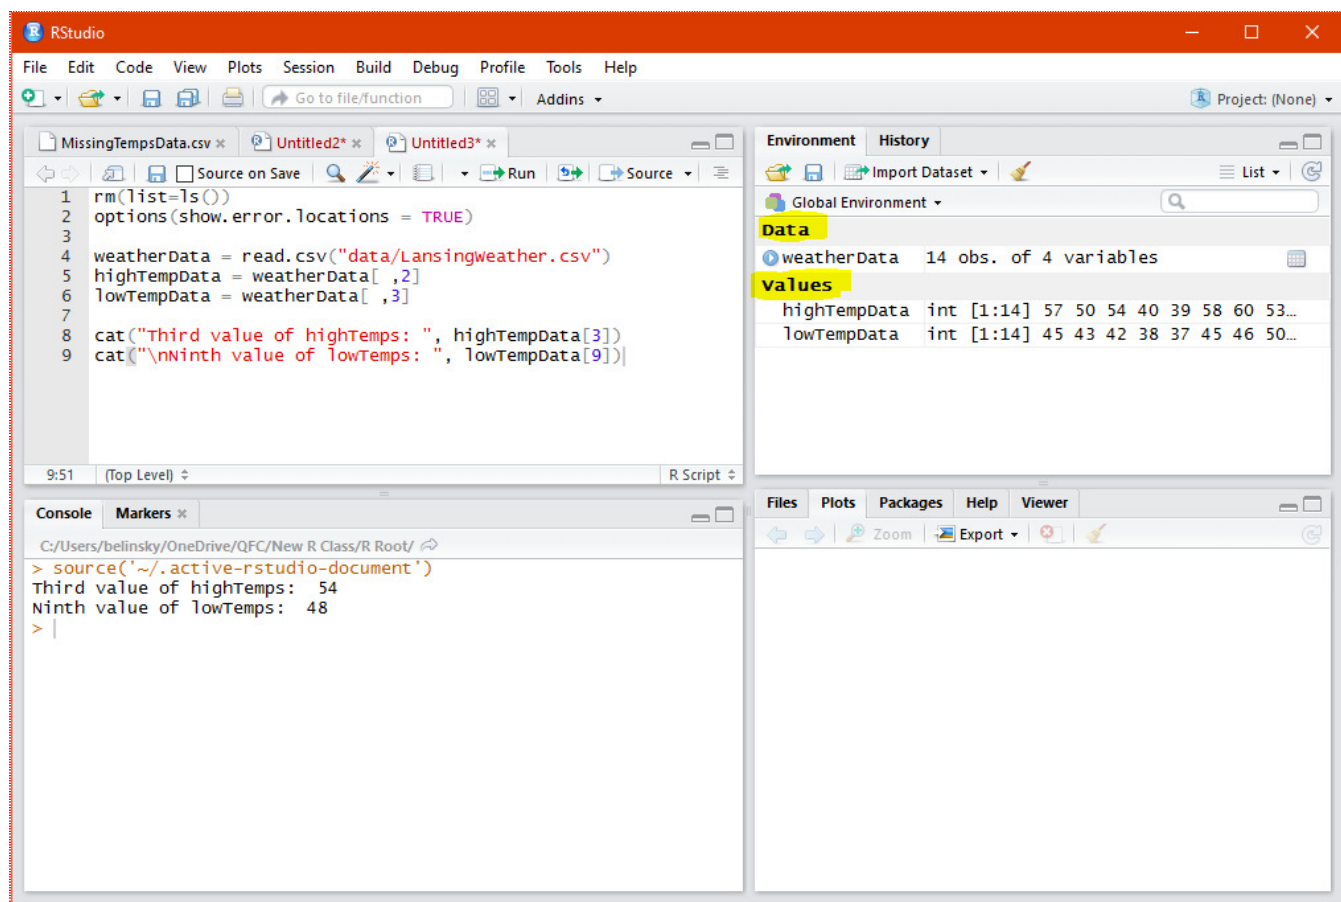 RStudio
File Edit Code View Plots Session Build Debug Profile Tools Help
Go to file/function Addins Project: (None)
MissingTempsData.csv Untitled2* Untitled3*
Source on Save Run Source
1 rm(list=ls())
2 options(show.error.locations = TRUE)
3
4 weatherData = read.csv("data/LansingWeather.csv")
5 highTempData = weatherData[ ,2]
6 lowTempData = weatherData[ ,3]
7
8 cat("Third value of highTemps: ", highTempData[3])
9 cat("\nNinth value of lowTemps: ", lowTempData[9])
9:51 (Top Level) R Script
Console Markers
C:/Users/belinsky/OneDrive/QFC/New R Class/R Root/
> source('~/.active-rstudio-document')
Third value of highTemps:  54
Ninth value of lowTemps:  48
>
Environment History
Import Dataset List
Global Environment
Data
weatherData 14 obs. of 4 variables
Values
highTempData int [1:14] 57 50 54 40 39 58 60 53…
lowTempData int [1:14] 45 43 42 38 37 45 46 50…
Files Plots Packages Help Viewer
Zoom Export